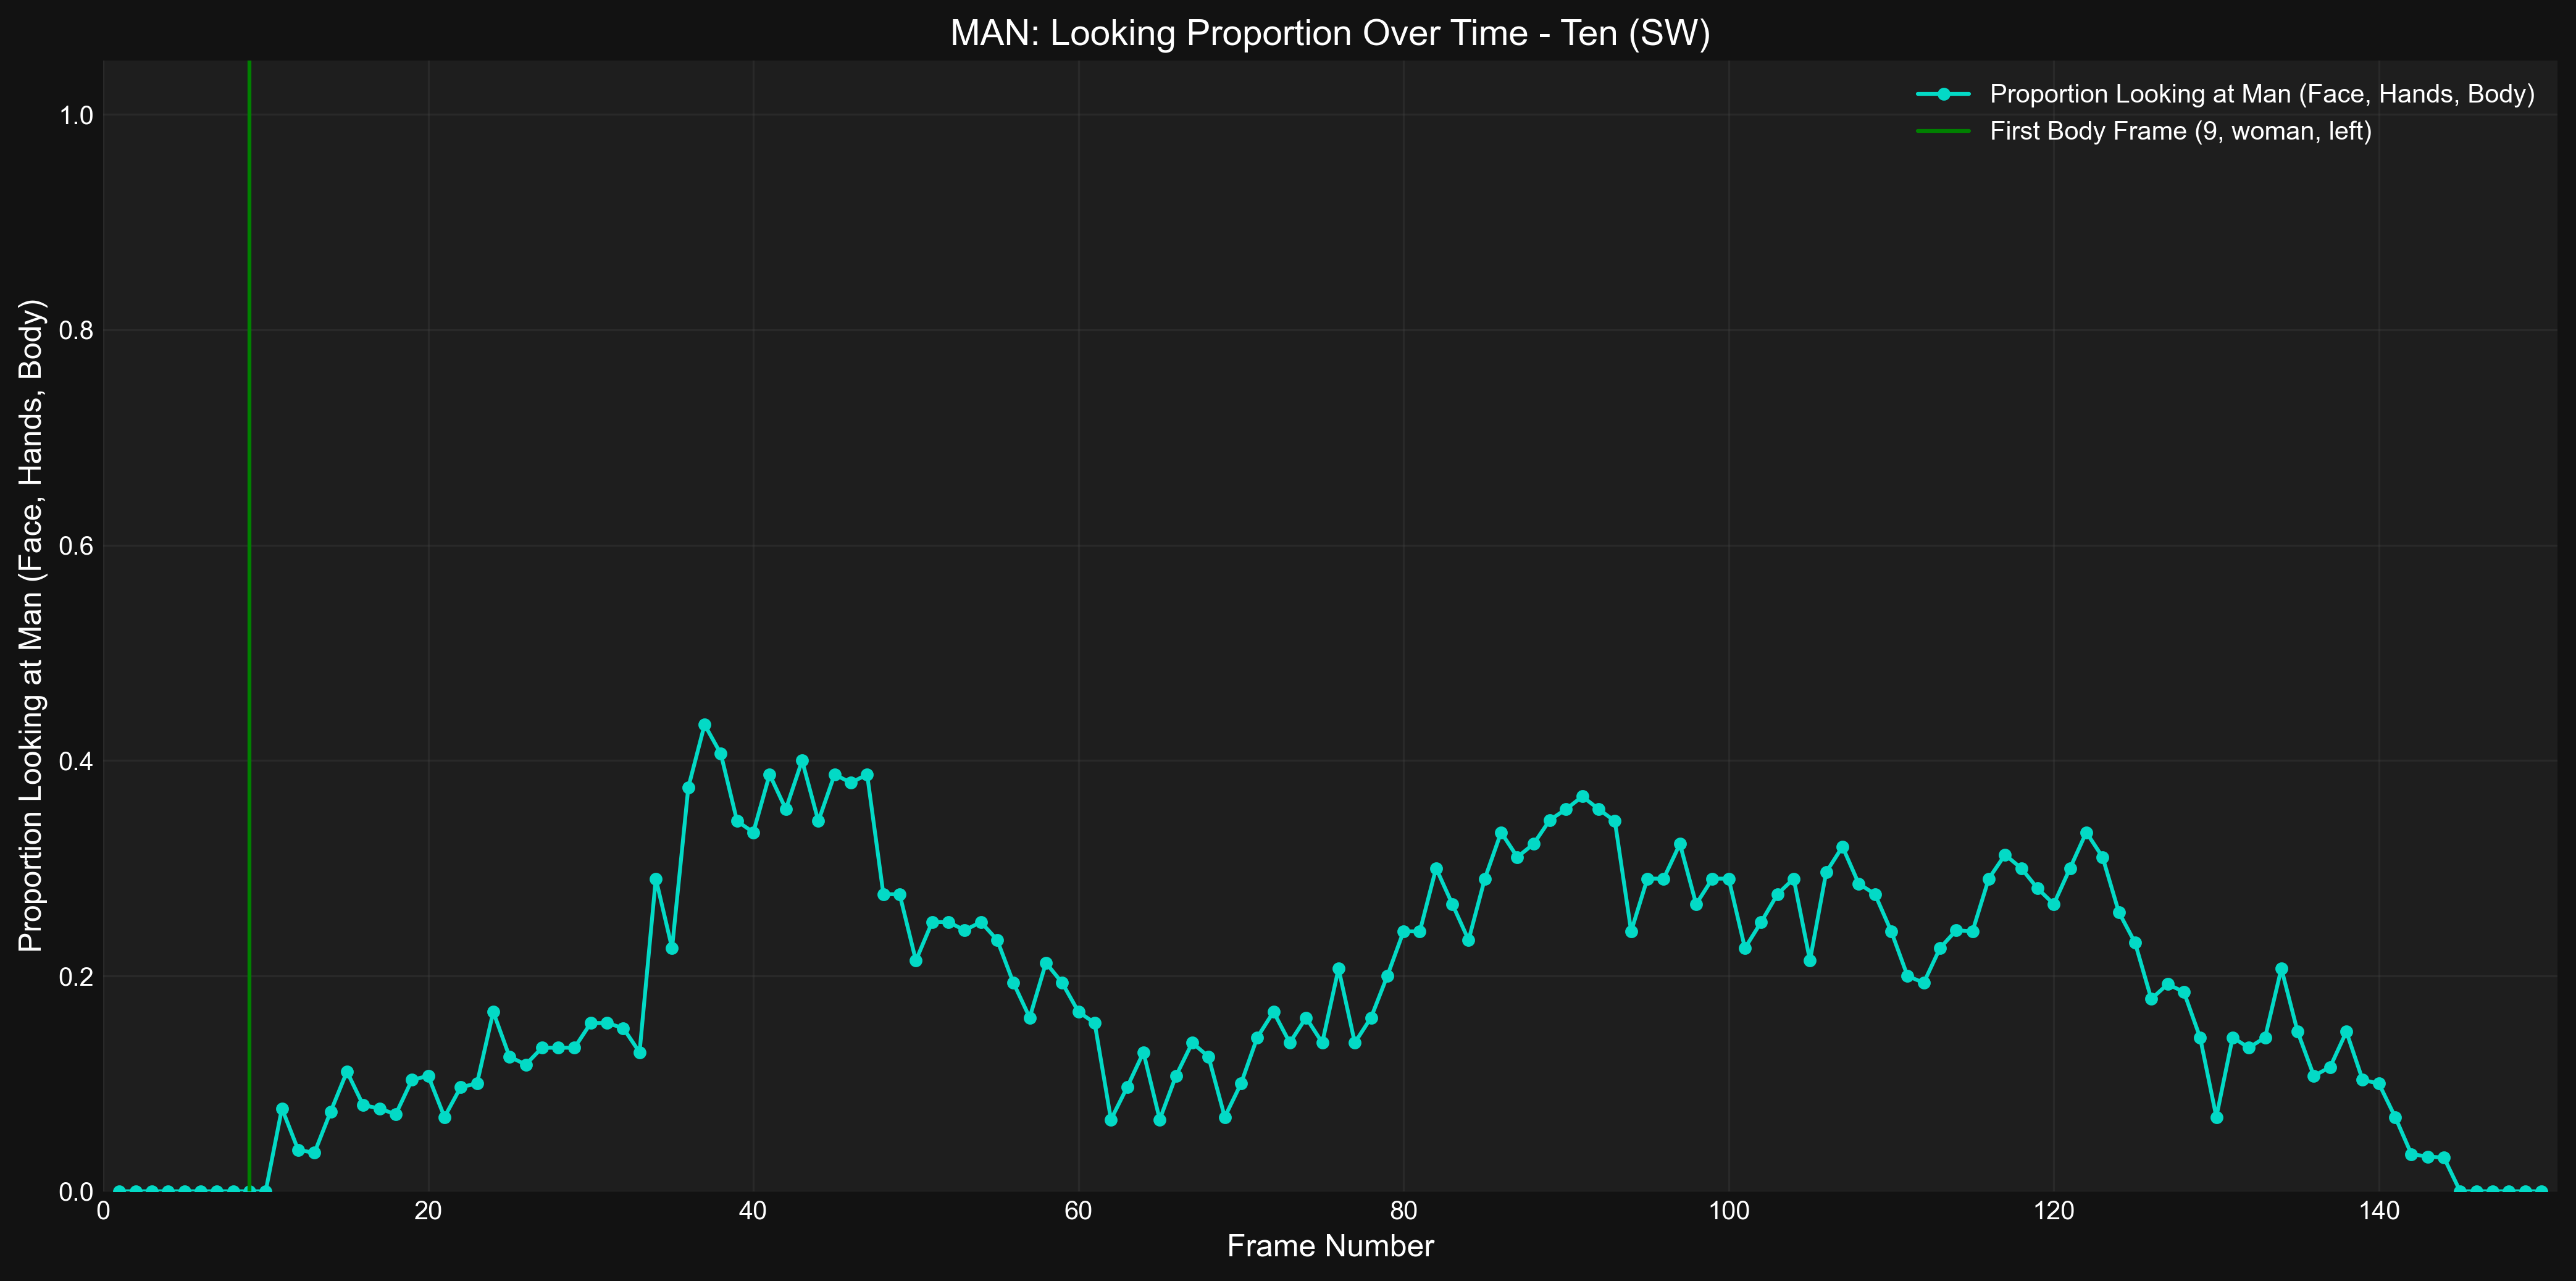 MAN: Looking Proportion Over Time - Ten (SW)
Proportion Looking at Man (Face, Hands, Body)
First Body Frame (9, woman, left)
Proportion Looking at Man (Face, Hands, Body)
1.0
0.8
0.6
0.4
0.2
0.0
0 20 40 60 80 100 120 140
Frame Number